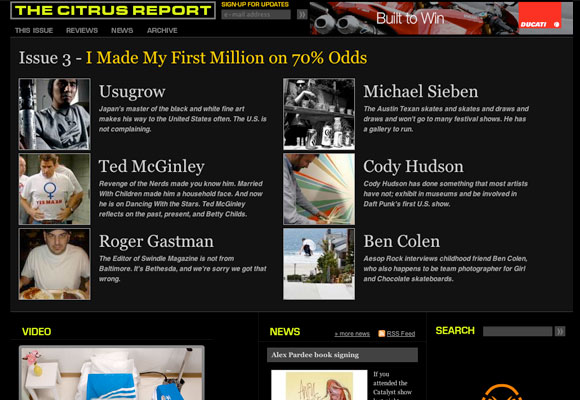 THE CITRUS REPORT
SIGN-UP FOR UPDATES
e-mail address
Built to Win
DUCATI
THIS ISSUE REVIEWS NEWS ARCHIVE
Issue 3 - I Made My First Million on 70% Odds
Usugrow
Japan's master of the black and white fine art
makes his way to the United States often. The U.S. is
not complaining.
Michael Sieben
The Austin Texan skates and skates and draws and
draws and won't go to many festival shows. He has
a gallery to run.
Ted McGinley
Revenge of the Nerds made you know him. Married
With Children made him a household face. And now
he is on Dancing With the Stars. Ted McGinley
reflects on the past, present, and Betty Childs.
Cody Hudson
Cody Hudson has done something that most artists
have not; exhibit in museums and be involved in
Daft Punk's first U.S. show.
Roger Gastman
The Editor of Swindle Magazine is not from
Baltimore. It's Bethesda, and we're sorry we got that
wrong.
Ben Colen
Aesop Rock interviews childhood friend Ben Colen,
who also happens to be team photographer for Girl
and Chocolate skateboards.
VIDEO
NEWS
» more news
RSS Feed
SEARCH
Alex Pardee book signing
If you
attended the
Catalyst show